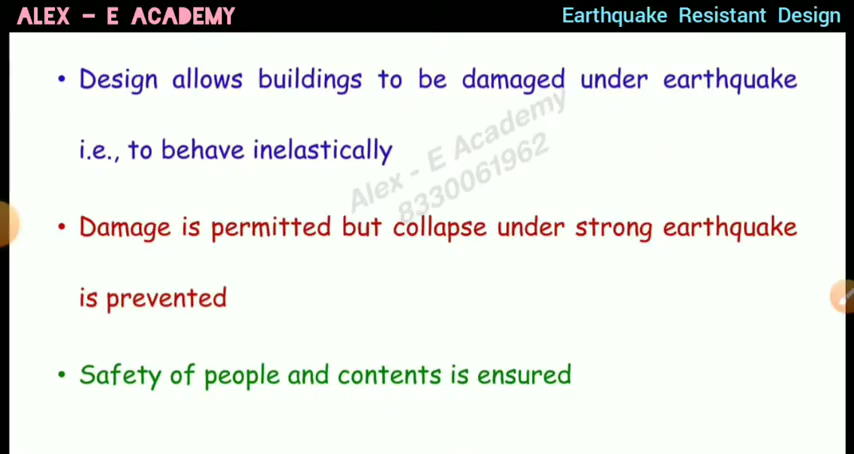 ALEX – E ACADEMY
Earthquake Resistant Design
• Design allows buildings to be damaged under earthquake
i.e., to behave inelastically
Alex - E Academy
8330061962
• Damage is permitted but collapse under strong earthquake
is prevented
• Safety of people and contents is ensured